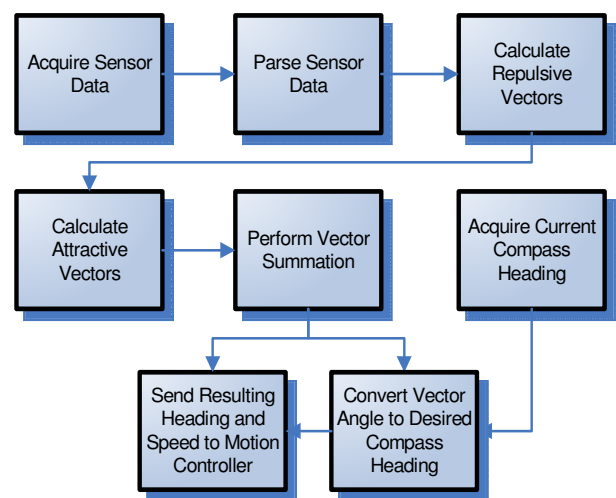 Acquire Sensor
Data
Parse Sensor
Data
Calculate
Repulsive
Vectors
Calculate
Attractive
Vectors
Perform Vector
Summation
Acquire Current
Compass
Heading
Send Resulting
Heading and
Speed to Motion
Controller
Convert Vector
Angle to Desired
Compass
Heading